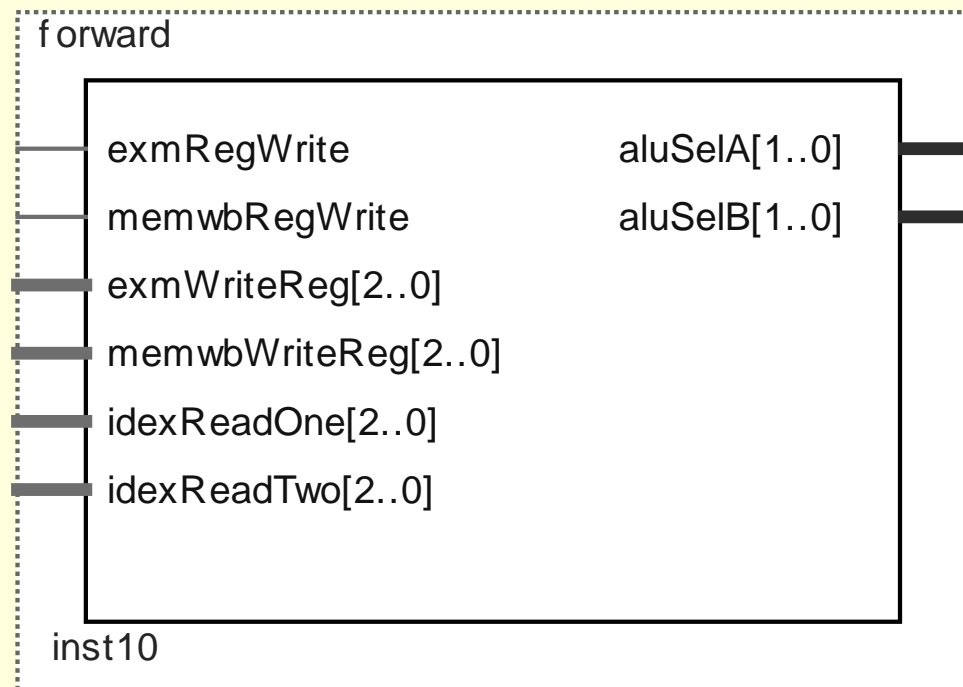 forward
exmRegWrite aluSelA[1..0]
memwbRegWrite aluSelB[1..0]
exmWriteReg[2..0]
memwbWriteReg[2..0]
idexReadOne[2..0]
idexReadTwo[2..0]
inst10